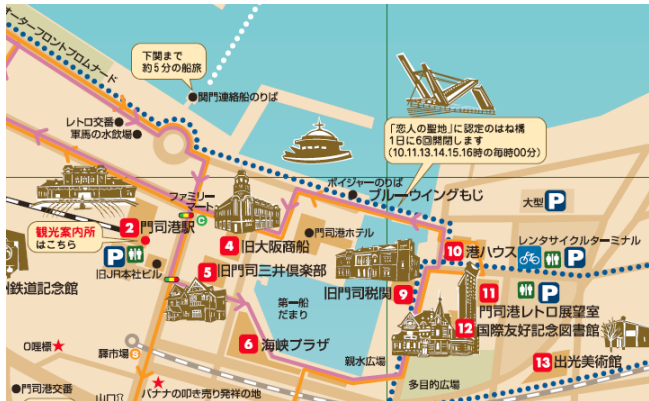 オーターフロントプロムナード
下関まで
約5分の船旅
関門連絡船のりば
レトロ交番
軍馬の水飲場
「恋人の聖地」に認定のはね橋
1日に6回開閉します
(10.11.13.14.15.16時の毎時00分)
ボイジャーのりば
ブルーウイングもじ
大型 P
ファミリー
マート
C
2 門司港駅
観光案内所
はこちら
P
旧JR本社ビル
州鉄道記念館
4 旧大阪商船
門司港ホテル
5 旧門司三井倶楽部
第一船
だまり
旧門司税関 9
10 港ハウス
レンタサイクルターミナル
P
11
門司港レトロ展望室
12 国際友好記念図書館
6 海峡プラザ
親水広場
多目的広場
13 出光美術館
0哩標
驛市場
S
門司港交番
山口
バナナの叩き売り発祥の地